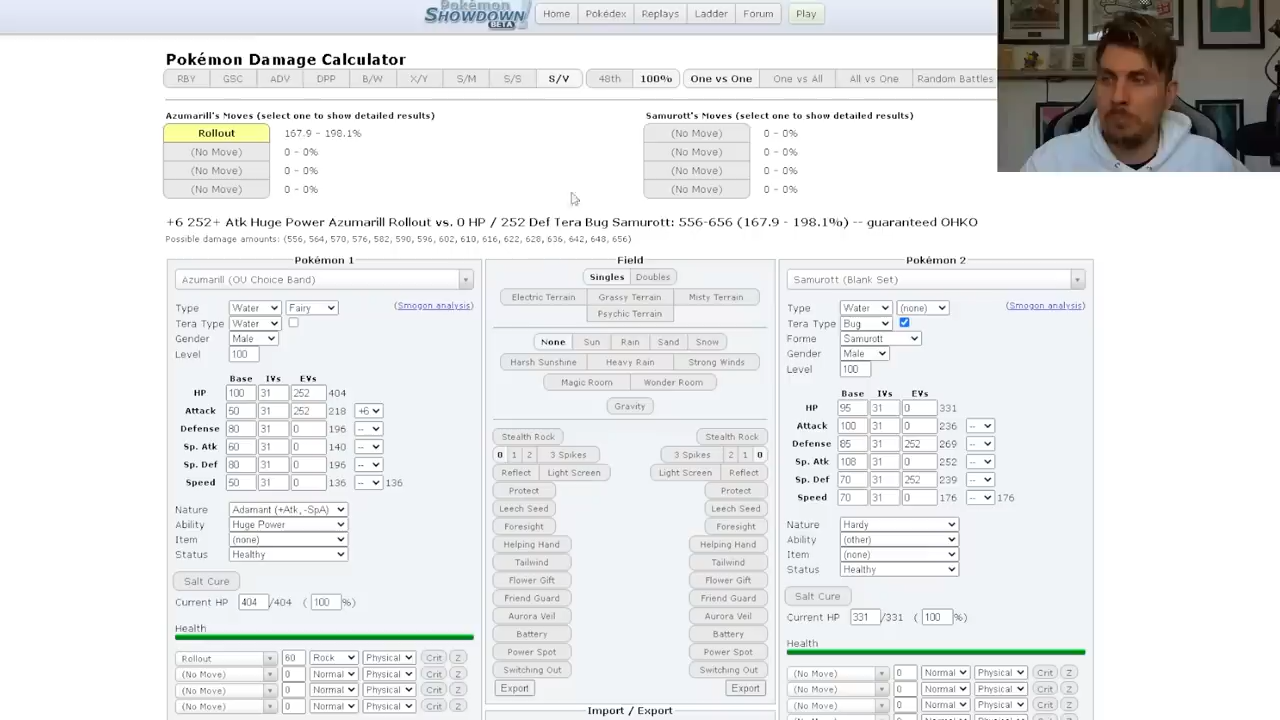 Pokémon
SHOWDOWN!
BETA
Home Pokédex Replays Ladder Forum Play
Pokémon Damage Calculator
RBY GSC ADV DPP B/W X/Y S/M S/S S/V 48th 100% One vs One One vs All All vs One Random Battles
Azumarill's Moves (select one to show detailed results)
Rollout 167.9 - 198.1%
(No Move) 0 - 0%
(No Move) 0 - 0%
(No Move) 0 - 0%
Samurott's Moves (select one to show detailed results)
(No Move) 0 - 0%
(No Move) 0 - 0%
(No Move) 0 - 0%
(No Move) 0 - 0%
+6 252+ Atk Huge Power Azumarill Rollout vs. 0 HP / 252 Def Tera Bug Samurott: 556-656 (167.9 - 198.1%) -- guaranteed OHKO
Possible damage amounts: (556, 564, 570, 576, 582, 590, 596, 602, 610, 616, 622, 628, 636, 642, 648, 656)
Pokémon 1
Azumarill (OU Choice Band)
Type Water Fairy (Smogon analysis)
Tera Type Water
Gender Male
Level 100
Base IVs EVs
HP 100 31 252 404
Attack 50 31 252 218 +6
Defense 80 31 0 196 --
Sp. Atk 60 31 0 140 --
Sp. Def 80 31 0 196 --
Speed 50 31 0 136 -- 136
Nature Adamant (+Atk, -SpA)
Ability Huge Power
Item (none)
Status Healthy
Salt Cure
Current HP 404 /404 ( 100 %)
Health
Rollout 60 Rock Physical Crit Z
(No Move) 0 Normal Physical Crit Z
(No Move) 0 Normal Physical Crit Z
(No Move) 0 Normal Physical Crit Z
Field
Singles Doubles
Electric Terrain Grassy Terrain Misty Terrain
Psychic Terrain
None Sun Rain Sand Snow
Harsh Sunshine Heavy Rain Strong Winds
Magic Room Wonder Room
Gravity
Stealth Rock Stealth Rock
0 1 2 3 Spikes 3 Spikes 2 1 0
Reflect Light Screen Light Screen Reflect
Protect Protect
Leech Seed Leech Seed
Foresight Foresight
Helping Hand Helping Hand
Tailwind Tailwind
Flower Gift Flower Gift
Friend Guard Friend Guard
Aurora Veil Aurora Veil
Battery Battery
Power Spot Power Spot
Switching Out Switching Out
Export Export
Import / Export
Pokémon 2
Samurott (Blank Set)
Type Water (none) (Smogon analysis)
Tera Type Bug
Forme Samurott
Gender Male
Level 100
Base IVs EVs
HP 95 31 0 331
Attack 100 31 0 236 --
Defense 85 31 252 269 --
Sp. Atk 108 31 0 252 --
Sp. Def 70 31 252 239 --
Speed 70 31 0 176 -- 176
Nature Hardy
Ability (other)
Item (none)
Status Healthy
Salt Cure
Current HP 331 /331 ( 100 %)
Health
(No Move) 0 Normal Physical Crit Z
(No Move) 0 Normal Physical Crit Z
(No Move) 0 Normal Physical Crit Z